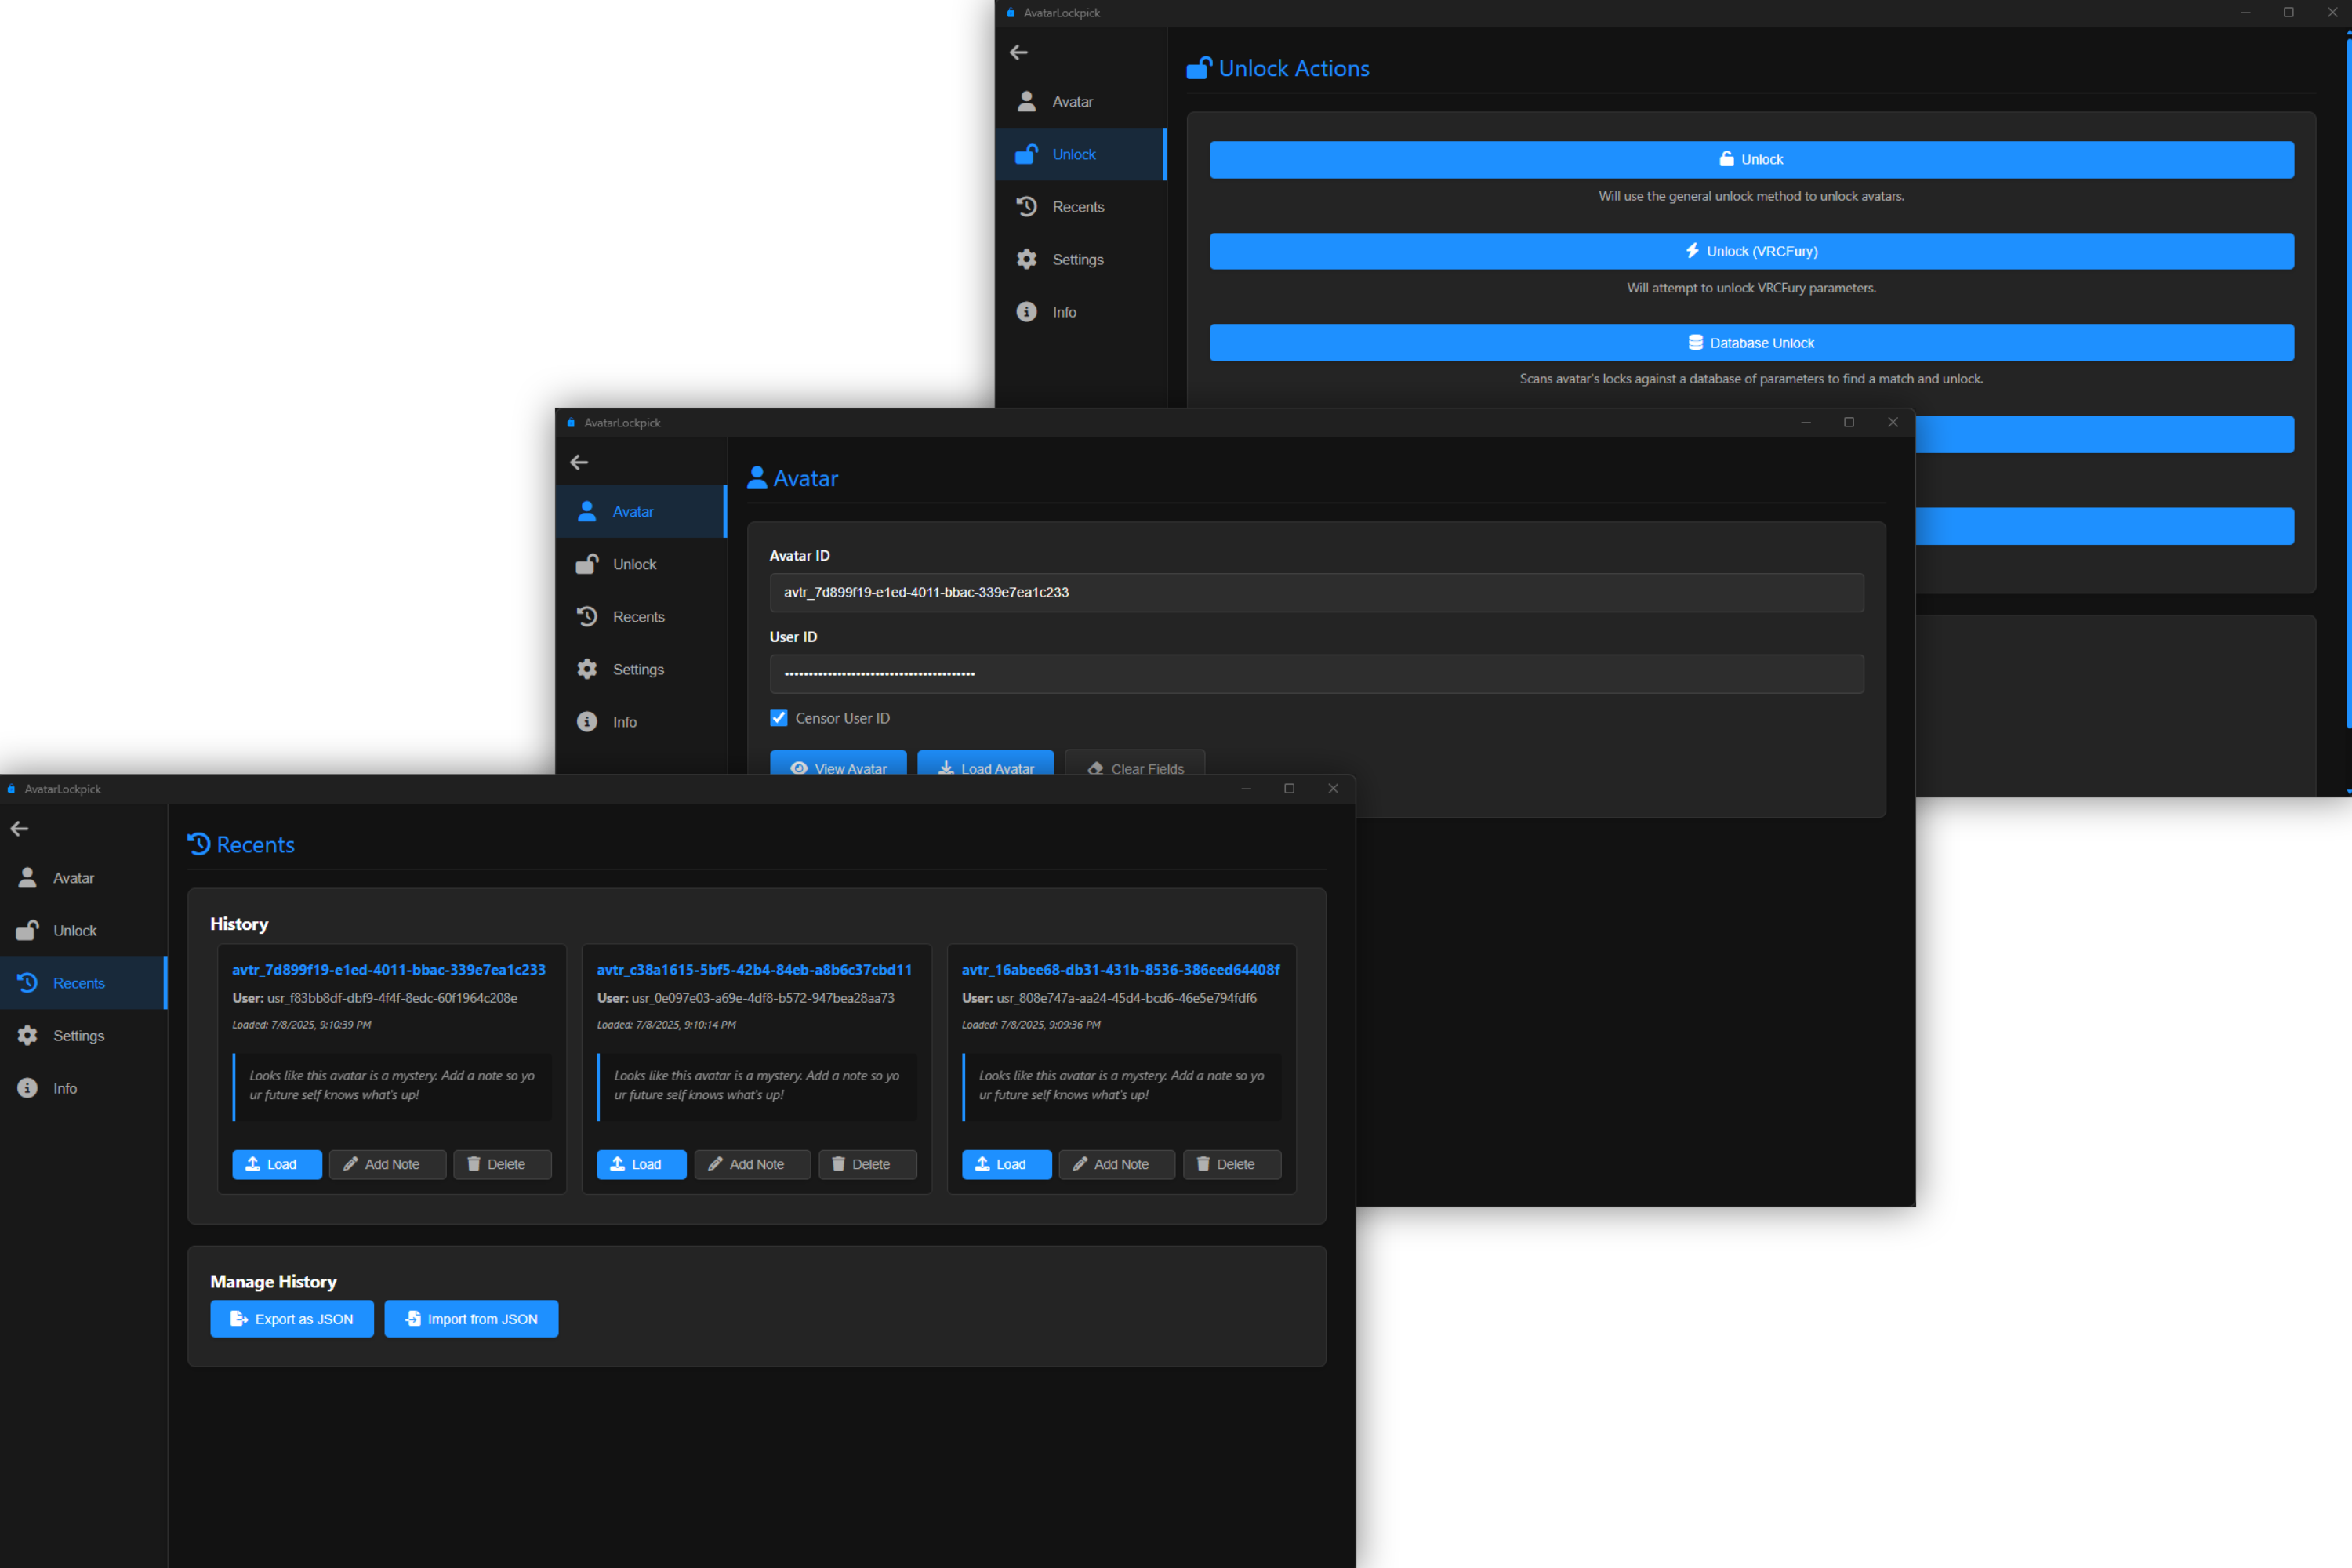 AvatarLockpick
Unlock Actions
Avatar
Unlock
Recents
Settings
Info
Unlock
Will use the general unlock method to unlock avatars.
Unlock (VRCFury)
Will attempt to unlock VRCFury parameters.
Database Unlock
Scans avatar's locks against a database of parameters to find a match and unlock.
AvatarLockpick
Avatar
Unlock
Recents
Settings
Info
Avatar
Avatar ID
avtr_7d899f19-e1ed-4011-bbac-339e7ea1c233
User ID
Censor User ID
View Avatar
Load Avatar
Clear Fields
AvatarLockpick
Avatar
Unlock
Recents
Settings
Info
Recents
History
avtr_7d899f19-e1ed-4011-bbac-339e7ea1c233
User: usr_f83bb8df-dbf9-4f4f-8edc-60f1964c208e
Loaded: 7/8/2025, 9:10:39 PM
Looks like this avatar is a mystery. Add a note so yo
ur future self knows what's up!
Load
Add Note
Delete
avtr_c38a1615-5bf5-42b4-84eb-a8b6c37cbd11
User: usr_0e097e03-a69e-4df8-b572-947bea28aa73
Loaded: 7/8/2025, 9:10:14 PM
Looks like this avatar is a mystery. Add a note so yo
ur future self knows what's up!
Load
Add Note
Delete
avtr_16abee68-db31-431b-8536-386eed64408f
User: usr_808e747a-aa24-45d4-bcd6-46e5e794fdf6
Loaded: 7/8/2025, 9:09:36 PM
Looks like this avatar is a mystery. Add a note so yo
ur future self knows what's up!
Load
Add Note
Delete
Manage History
Export as JSON
Import from JSON